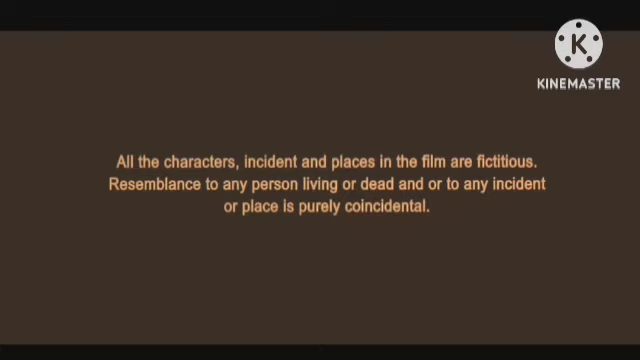 KINEMASTER
All the characters, incident and places in the film are fictitious.
Resemblance to any person living or dead and or to any incident
or place is purely coincidental.